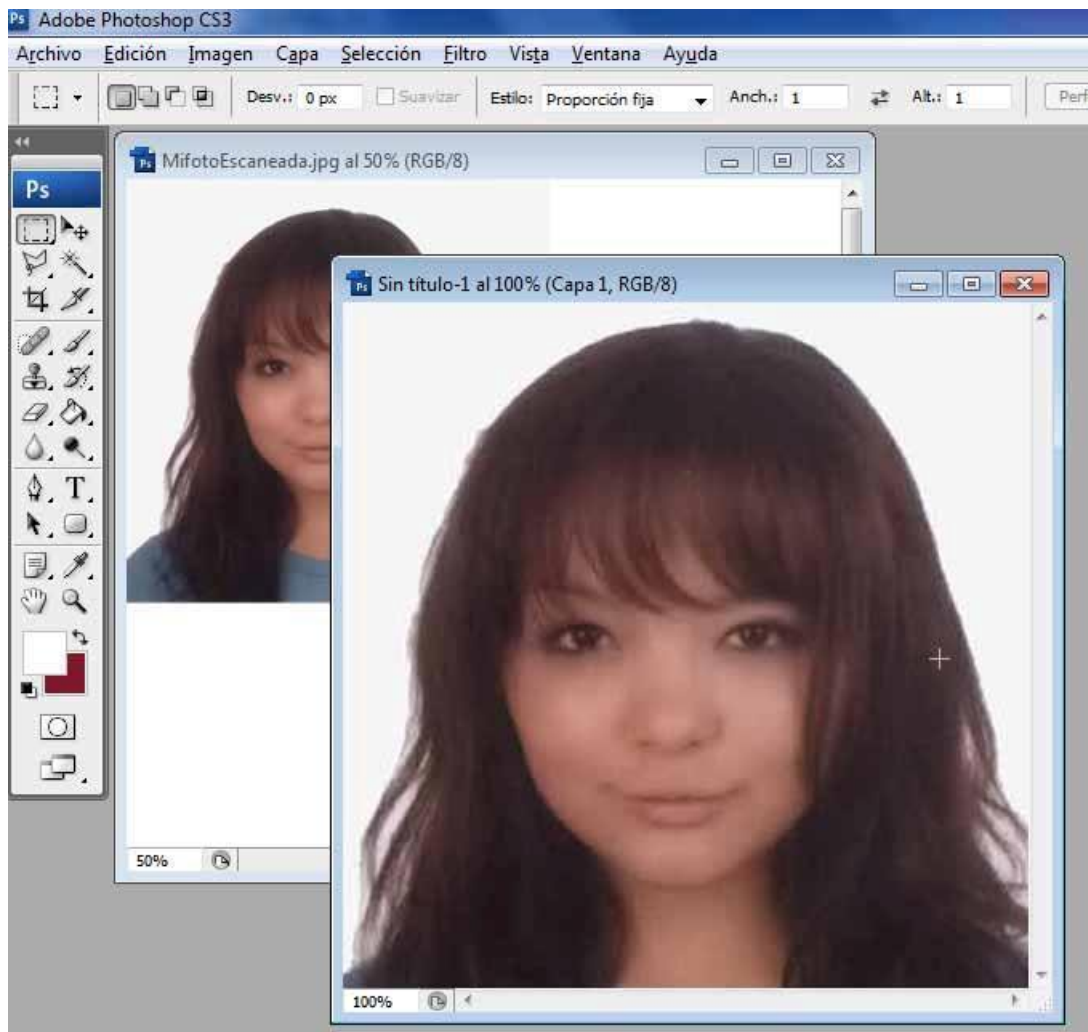 Ps Adobe Photoshop CS3
Archivo Edición Imagen Capa Selección Filtro Vista Ventana Ayuda
Desv.: 0 px Suavizar Estilo: Proporción fija Anch.: 1 Alt.: 1 Perf
Ps
MifotoEscaneada.jpg al 50% (RGB/8)
Sin título-1 al 100% (Capa 1, RGB/8)
T
50%
100%